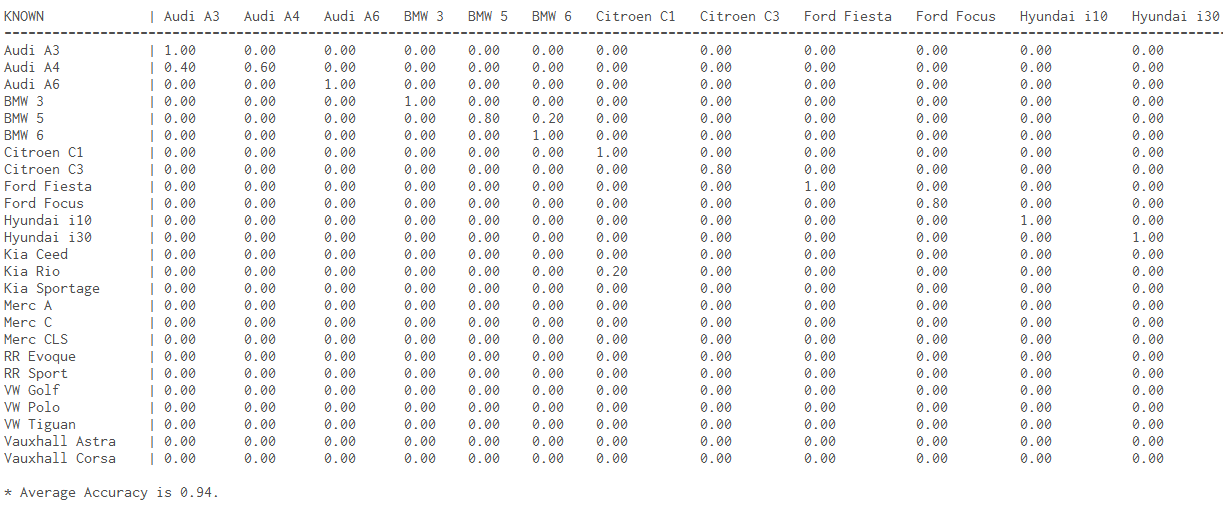 KNOWN | Audi A3 Audi A4 Audi A6 BMW 3 BMW 5 BMW 6 Citroen C1 Citroen C3 Ford Fiesta Ford Focus Hyundai i10 Hyundai i30
--------------------------------------------------------------------------------------------------------------------------------------------------------
Audi A3 | 1.00 0.00 0.00 0.00 0.00 0.00 0.00 0.00 0.00 0.00 0.00 0.00
Audi A4 | 0.40 0.60 0.00 0.00 0.00 0.00 0.00 0.00 0.00 0.00 0.00 0.00
Audi A6 | 0.00 0.00 1.00 0.00 0.00 0.00 0.00 0.00 0.00 0.00 0.00 0.00
BMW 3 | 0.00 0.00 0.00 1.00 0.00 0.00 0.00 0.00 0.00 0.00 0.00 0.00
BMW 5 | 0.00 0.00 0.00 0.00 0.80 0.20 0.00 0.00 0.00 0.00 0.00 0.00
BMW 6 | 0.00 0.00 0.00 0.00 0.00 1.00 0.00 0.00 0.00 0.00 0.00 0.00
Citroen C1 | 0.00 0.00 0.00 0.00 0.00 0.00 1.00 0.00 0.00 0.00 0.00 0.00
Citroen C3 | 0.00 0.00 0.00 0.00 0.00 0.00 0.00 0.80 0.00 0.00 0.00 0.00
Ford Fiesta | 0.00 0.00 0.00 0.00 0.00 0.00 0.00 0.00 1.00 0.00 0.00 0.00
Ford Focus | 0.00 0.00 0.00 0.00 0.00 0.00 0.00 0.00 0.00 0.80 0.00 0.00
Hyundai i10 | 0.00 0.00 0.00 0.00 0.00 0.00 0.00 0.00 0.00 0.00 1.00 0.00
Hyundai i30 | 0.00 0.00 0.00 0.00 0.00 0.00 0.00 0.00 0.00 0.00 0.00 1.00
Kia Ceed | 0.00 0.00 0.00 0.00 0.00 0.00 0.00 0.00 0.00 0.00 0.00 0.00
Kia Rio | 0.00 0.00 0.00 0.00 0.00 0.00 0.20 0.00 0.00 0.00 0.00 0.00
Kia Sportage | 0.00 0.00 0.00 0.00 0.00 0.00 0.00 0.00 0.00 0.00 0.00 0.00
Merc A | 0.00 0.00 0.00 0.00 0.00 0.00 0.00 0.00 0.00 0.00 0.00 0.00
Merc C | 0.00 0.00 0.00 0.00 0.00 0.00 0.00 0.00 0.00 0.00 0.00 0.00
Merc CLS | 0.00 0.00 0.00 0.00 0.00 0.00 0.00 0.00 0.00 0.00 0.00 0.00
RR Evoque | 0.00 0.00 0.00 0.00 0.00 0.00 0.00 0.00 0.00 0.00 0.00 0.00
RR Sport | 0.00 0.00 0.00 0.00 0.00 0.00 0.00 0.00 0.00 0.00 0.00 0.00
VW Golf | 0.00 0.00 0.00 0.00 0.00 0.00 0.00 0.00 0.00 0.00 0.00 0.00
VW Polo | 0.00 0.00 0.00 0.00 0.00 0.00 0.00 0.00 0.00 0.00 0.00 0.00
VW Tiguan | 0.00 0.00 0.00 0.00 0.00 0.00 0.00 0.00 0.00 0.00 0.00 0.00
Vauxhall Astra | 0.00 0.00 0.00 0.00 0.00 0.00 0.00 0.00 0.00 0.00 0.00 0.00
Vauxhall Corsa | 0.00 0.00 0.00 0.00 0.00 0.00 0.00 0.00 0.00 0.00 0.00 0.00
* Average Accuracy is 0.94.